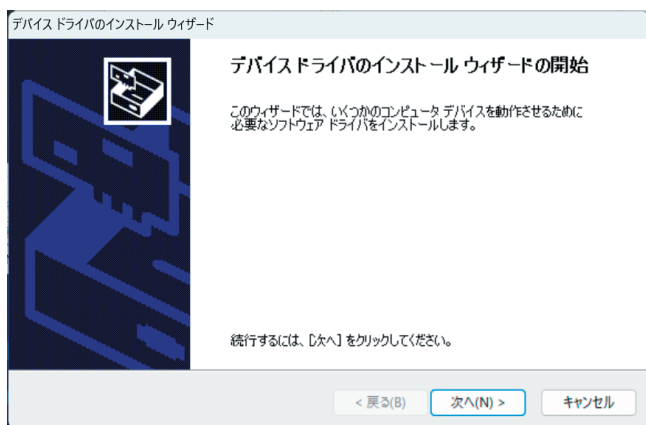 デバイス ドライバのインストール ウィザード
デバイス ドライバのインストール ウィザードの開始
このウィザードでは、いくつかのコンピュータ デバイスを動作させるために
必要なソフトウェア ドライバをインストールします。
続行するには、[次へ] をクリックしてください。
< 戻る(B)
次へ(N) >
キャンセル